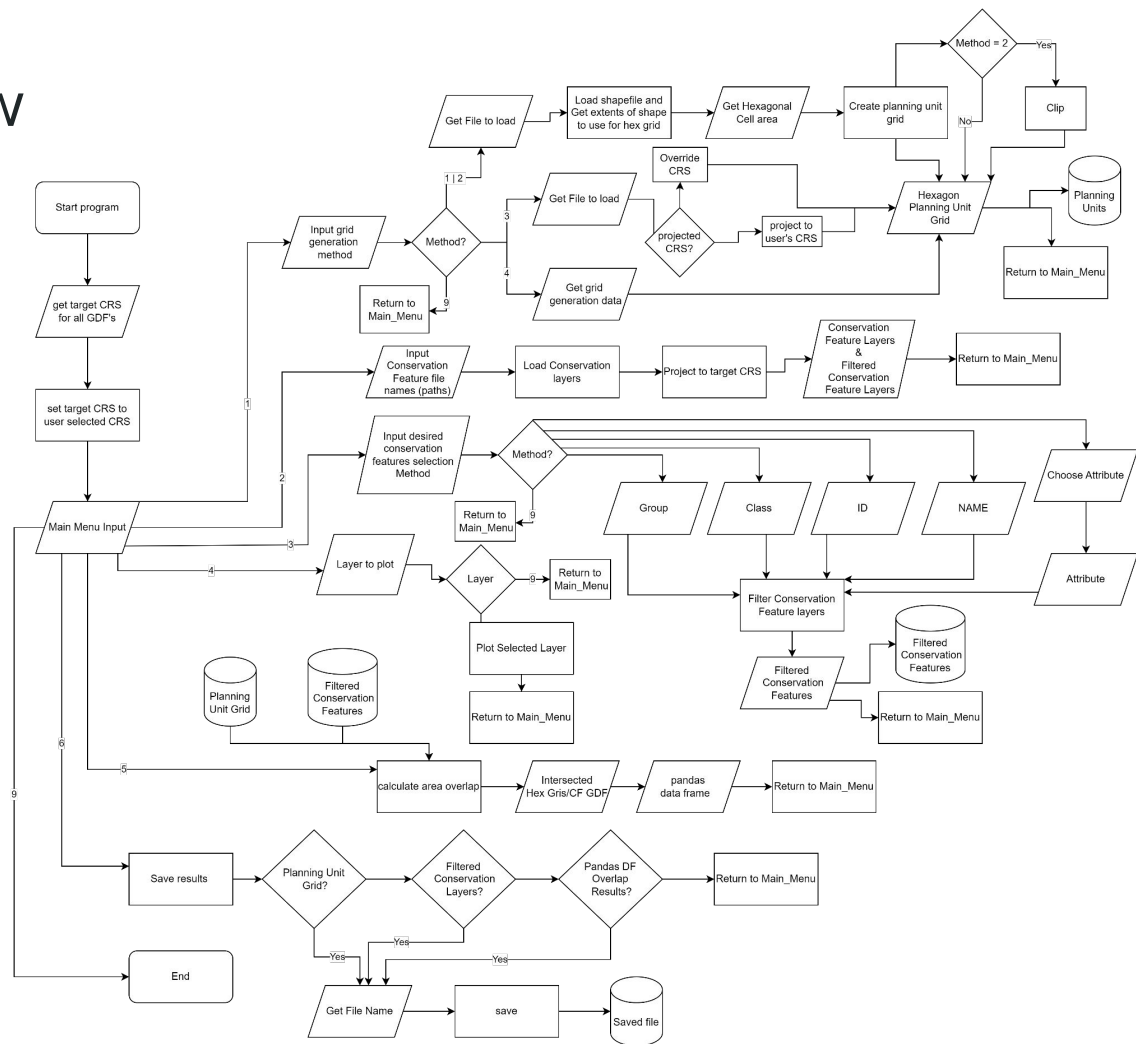 w
Method = 2
Yes
Get File to load
Load shapefile and
Get extents of shape
to use for hex grid
Get Hexagonal
Cell area
Create planning unit
grid
Clip
No
1 | 2
Override
CRS
Start program
Input grid
generation
method
Method?
3
Get File to load
projected
CRS?
project to
user's CRS
Hexagon
Planning Unit
Grid
Planning
Units
4
Get grid
generation data
Return to Main_Menu
9
Return to
Main_Menu
get target CRS
for all GDF's
1
Input
Conservation
Feature file
names (paths)
Load Conservation
layers
Project to target CRS
Conservation
Feature Layers
&
Filtered
Conservation
Feature Layers
Return to Main_Menu
set target CRS to
user selected CRS
2
Input desired
conservation
features selection
Method
Method?
Choose Attribute
9
Return to
Main_Menu
Group
Class
ID
NAME
Main Menu Input
3
4
Layer to plot
Layer
9
Return to
Main_Menu
Attribute
Filter Conservation
Feature layers
Plot Selected Layer
Filtered
Conservation
Features
Filtered
Conservation
Features
Return to Main_Menu
Return to Main_Menu
Planning
Unit Grid
Filtered
Conservation
Features
6
5
calculate area overlap
Intersected
Hex Gris/CF GDF
pandas
data frame
Return to Main_Menu
9
Save results
Planning Unit
Grid?
Filtered
Conservation
Layers?
Pandas DF
Overlap
Results?
Return to Main_Menu
Yes
Yes
Yes
End
Get File Name
save
Saved file